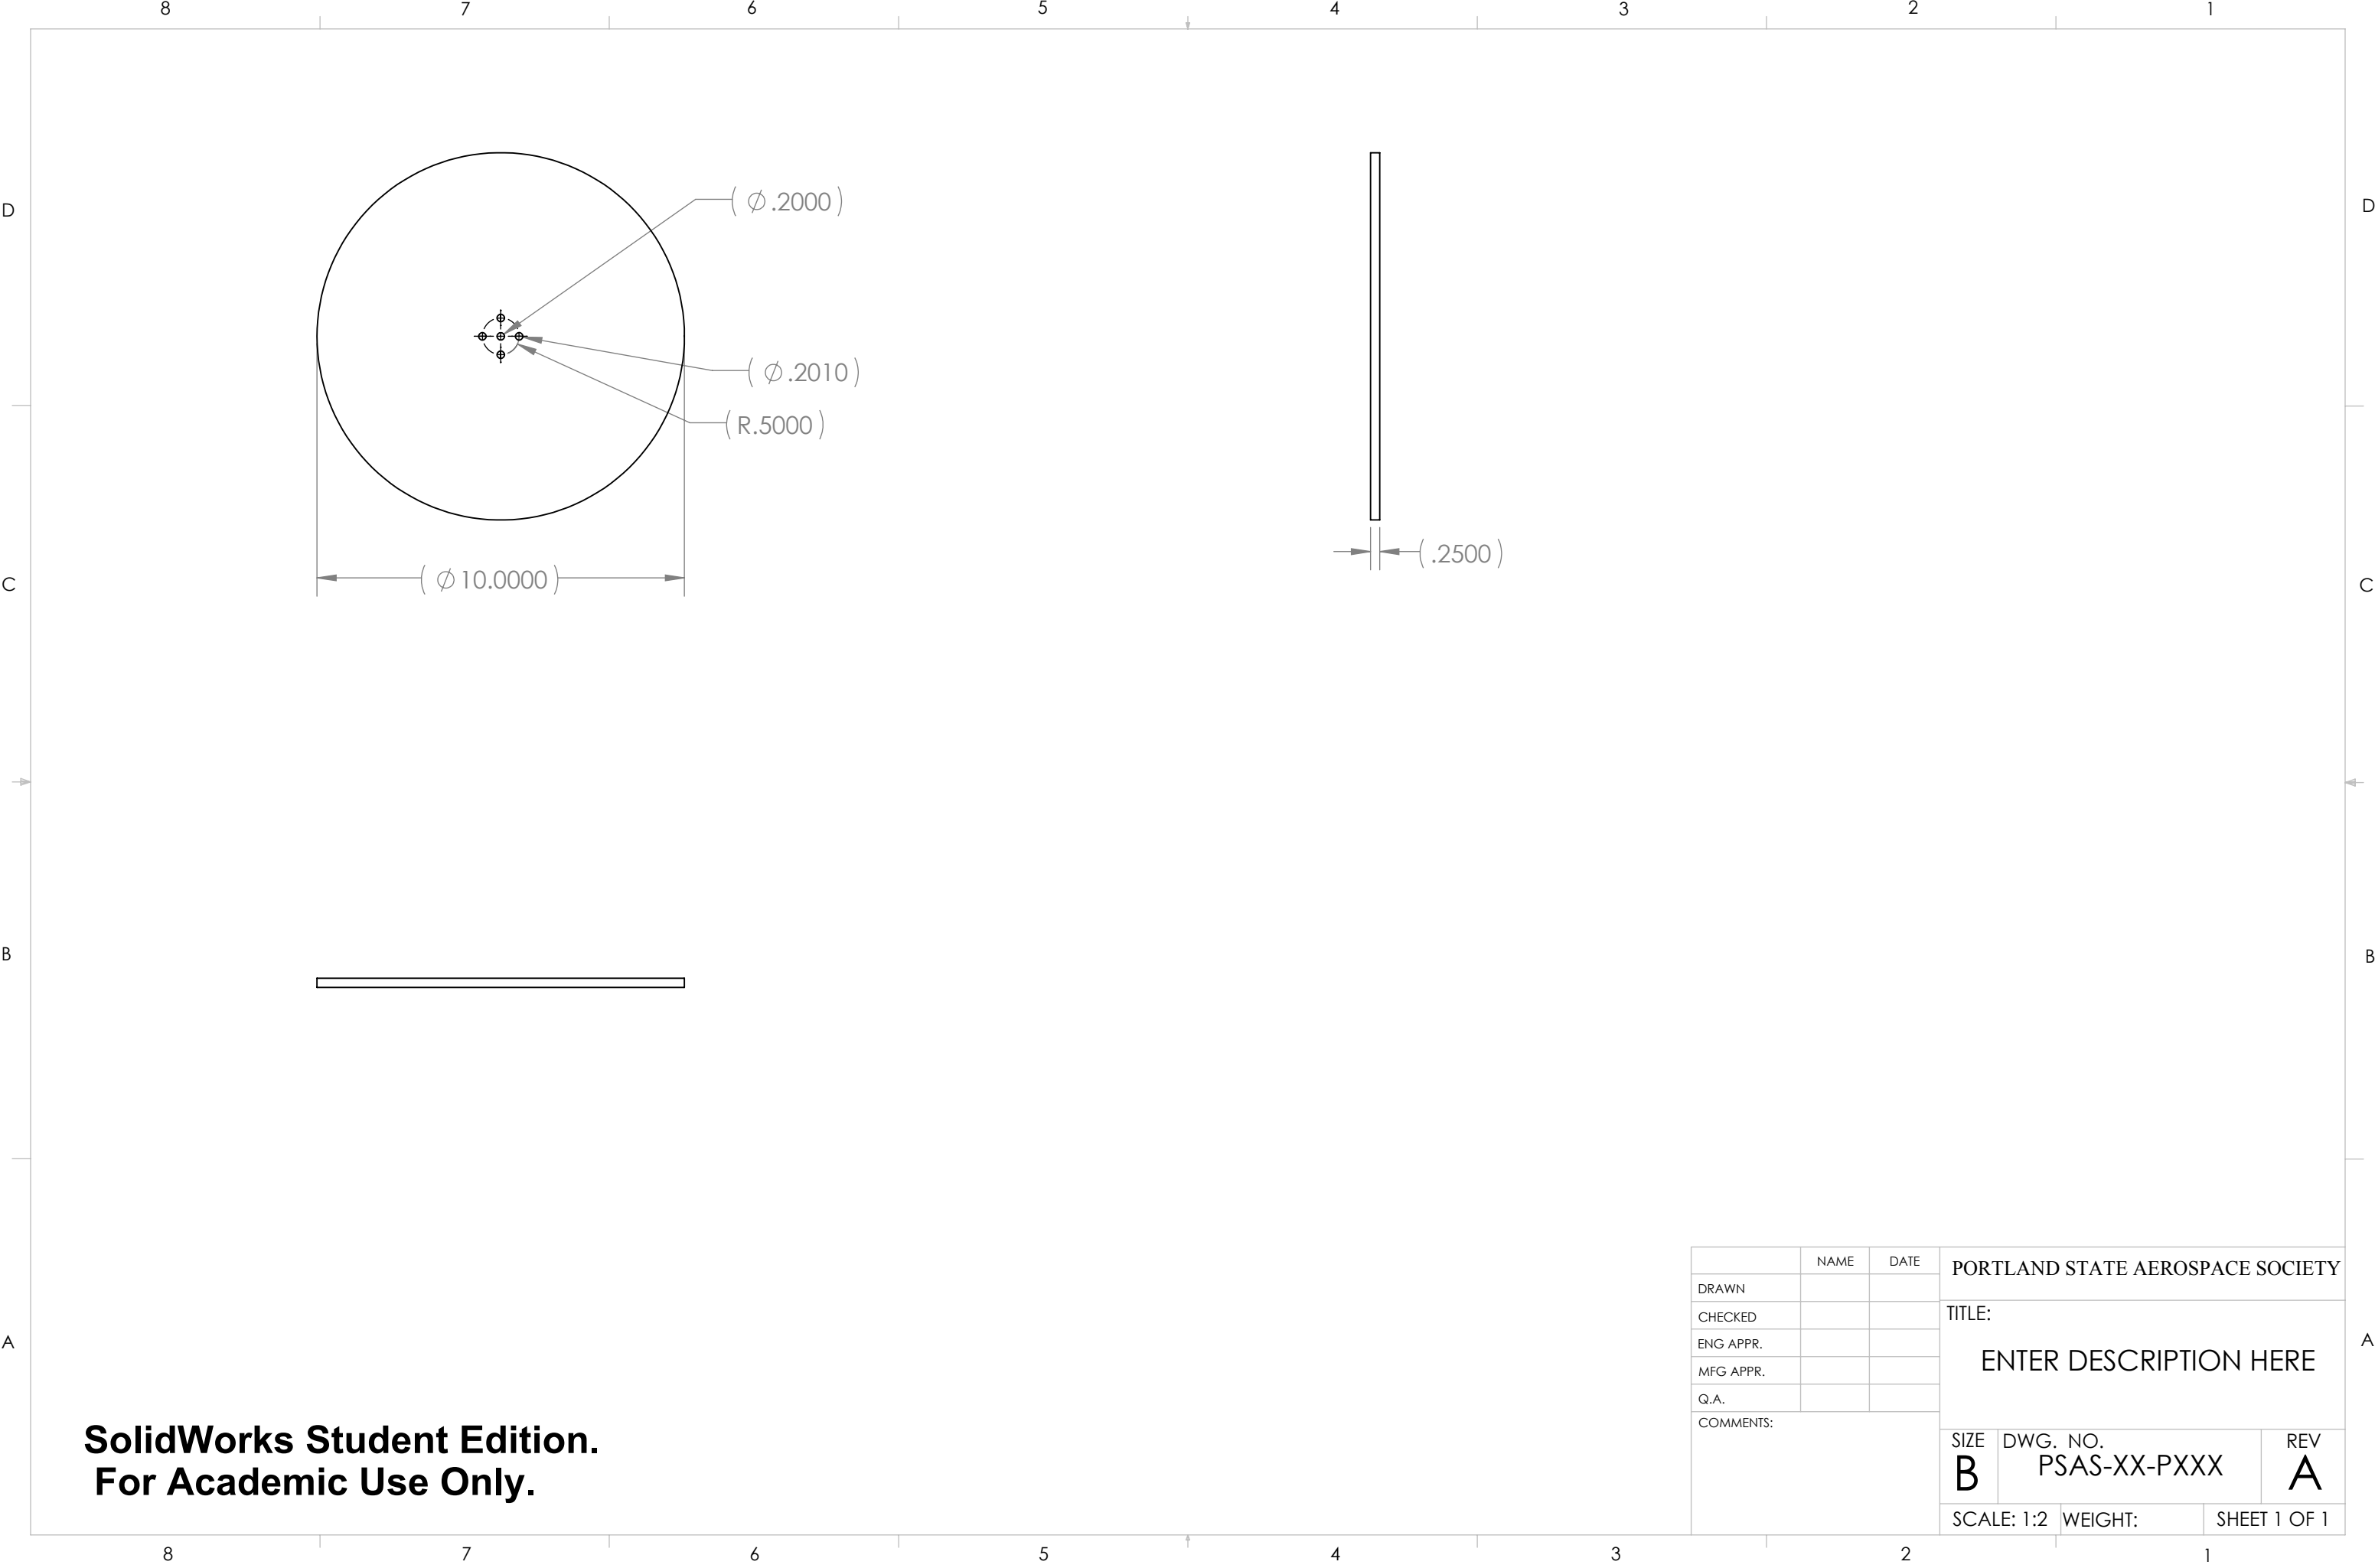 8 7 6 5 4 3 2 1
D D
( ∅ .2000 )
( ∅ .2010 )
( R.5000 )
( .2500 )
( ∅ 10.0000 )
C C
B B
NAME DATE
PORTLAND STATE AEROSPACE SOCIETY
DRAWN
CHECKED
ENG APPR.
MFG APPR.
Q.A.
COMMENTS:
TITLE:
ENTER DESCRIPTION HERE
A A
SIZE DWG. NO. REV
B PSAS-XX-PXXX A
SCALE: 1:2 WEIGHT: SHEET 1 OF 1
SolidWorks Student Edition.
For Academic Use Only.
8 7 6 5 4 3 2 1